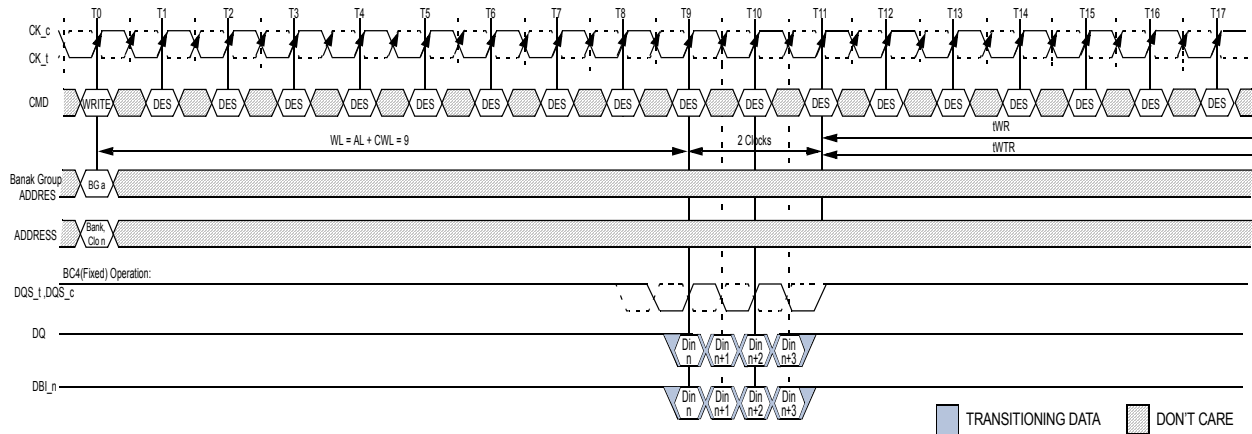 T0 T1 T2 T3 T4 T5 T6 T7 T8 T9 T10 T11 T12 T13 T14 T15 T16 T17
CK_c
CK_t
CMD WRITE DES DES DES DES DES DES DES DES DES DES DES DES DES DES DES DES DES
WL = AL + CWL = 9 2 Clocks tWR
tWTR
Banak Group
ADDRES
BG a
ADDRESS
Bank,
Clo n
BC4(Fixed) Operation:
DQS_t ,DQS_c
DQ
Din Din Din Din
n n+1 n+2 n+3
DBI_n
Din Din Din Din
n n+1 n+2 n+3
TRANSITIONING DATA DON'T CARE